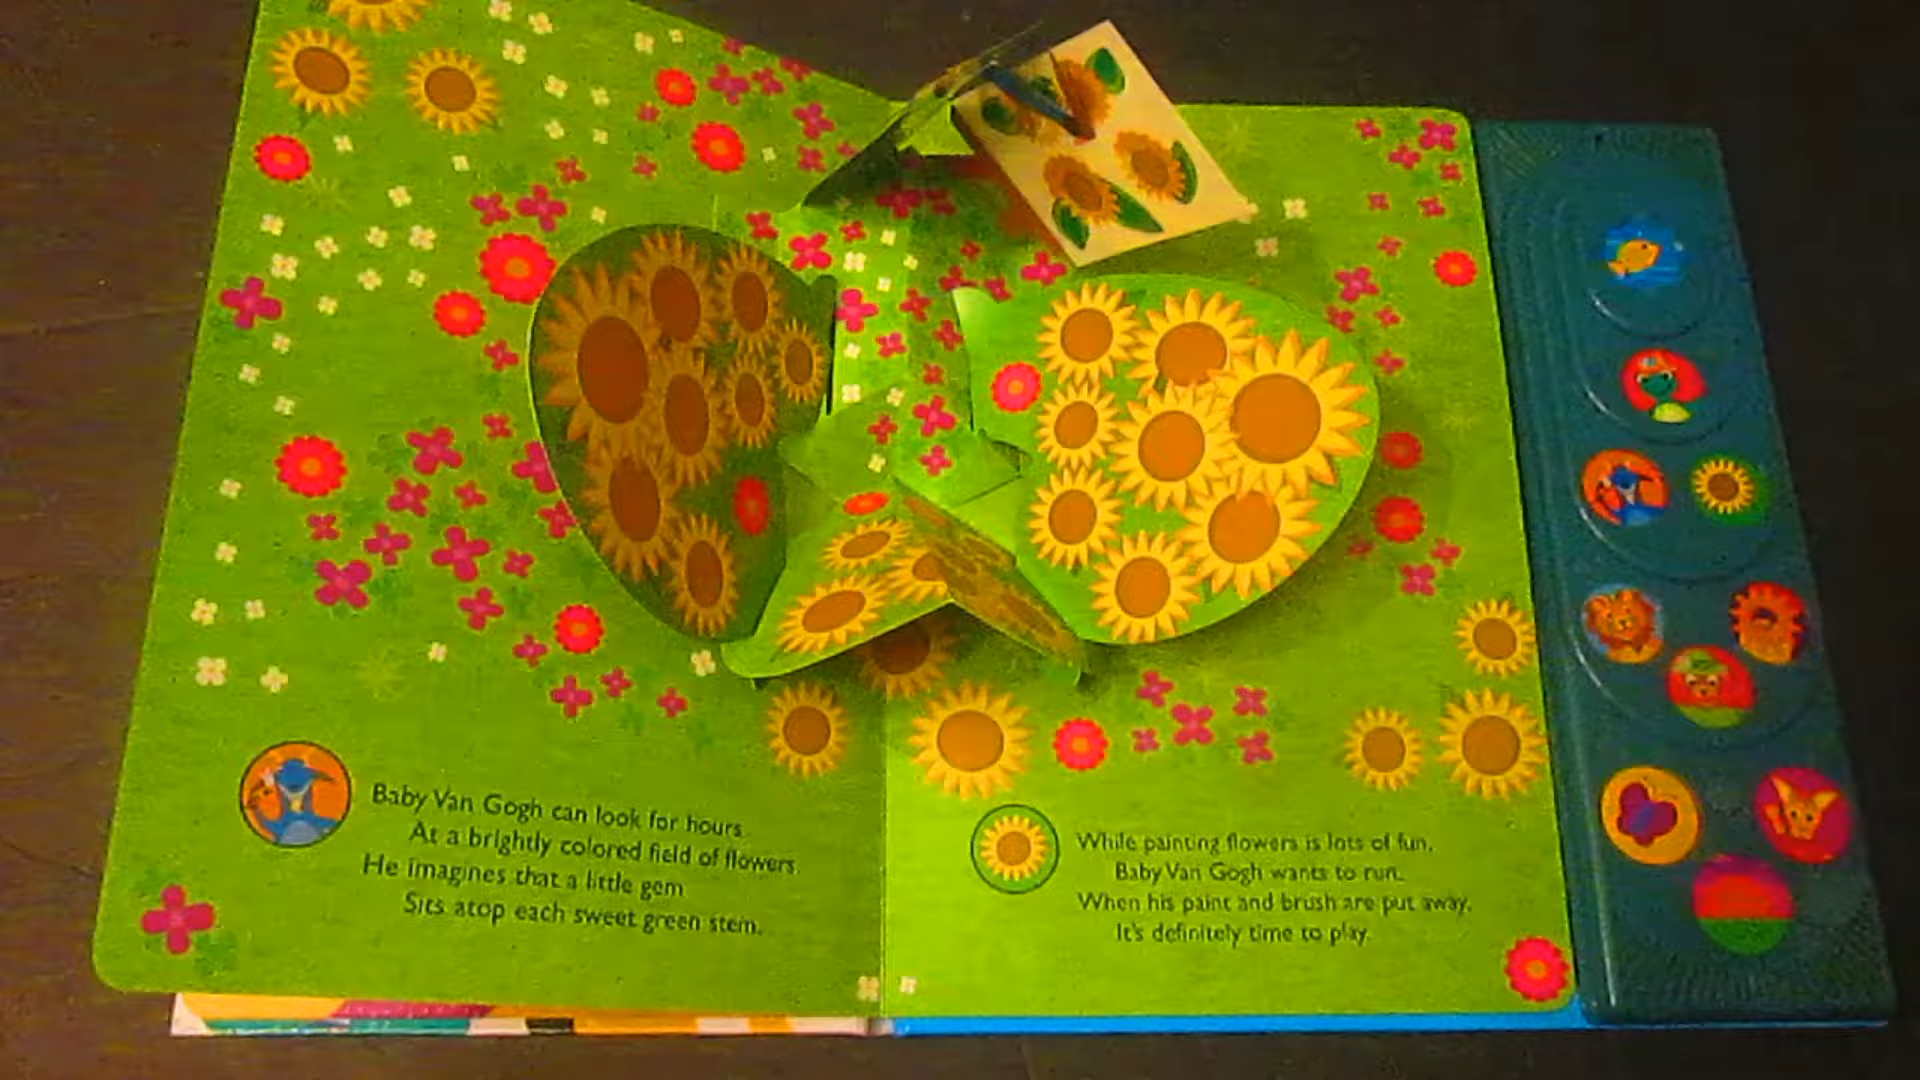 Baby Van Gogh can look for hours
At a brightly colored field of flowers.
He imagines that a little gem
Sits atop each sweet green stem.
While painting flowers is lots of fun,
Baby Van Gogh wants to run.
When his paint and brush are put away,
It's definitely time to play.